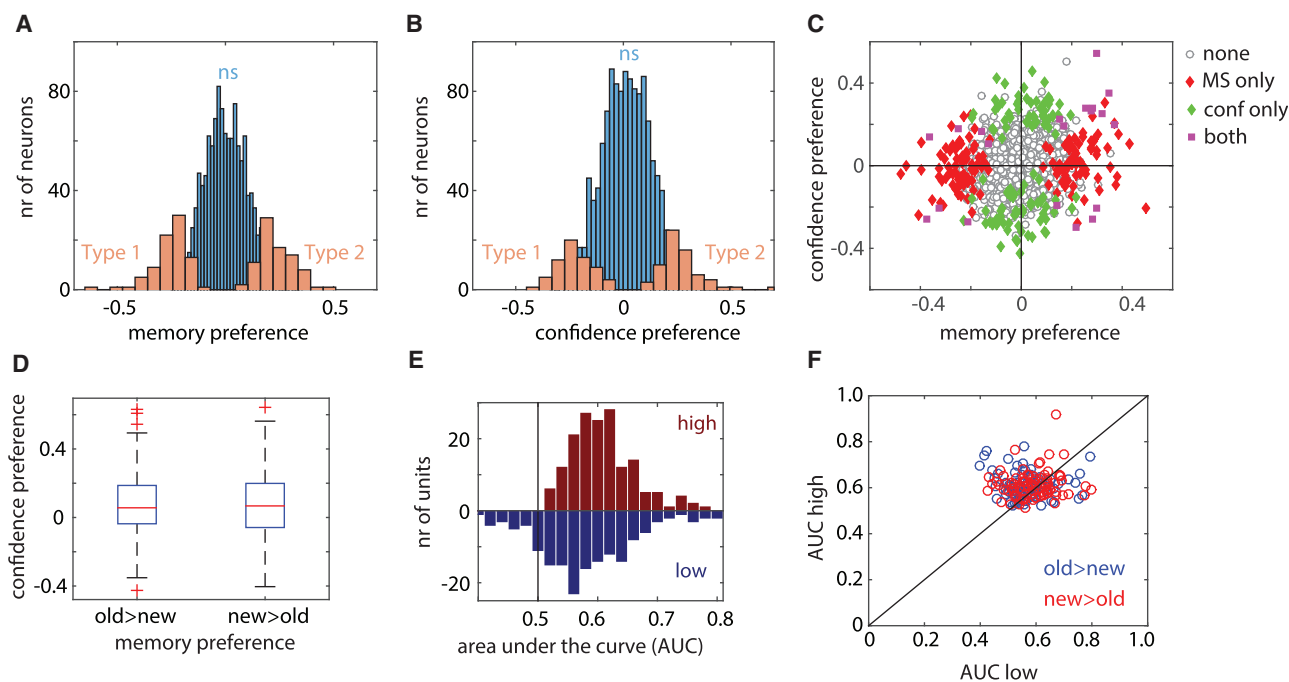 A
nr of neurons
80
40
0
ns
Type 1
Type 2
-0.5
0.5
memory preference
B
nr of neurons
80
40
0
ns
Type 1
Type 2
-0.5
0
0.5
confidence preference
C
confidence preference
0.4
0
-0.4
-0.4
0
0.4
memory preference
none
MS only
conf only
both
D
confidence preference
0.4
0
-0.4
old>new
new>old
memory preference
E
nr of units
20
0
-20
high
low
0.5
0.6
0.7
0.8
area under the curve (AUC)
F
AUC high
1.0
0.8
0.6
0.4
0.2
0
old>new
new>old
0
0.2
0.4
0.6
0.8
1.0
AUC low